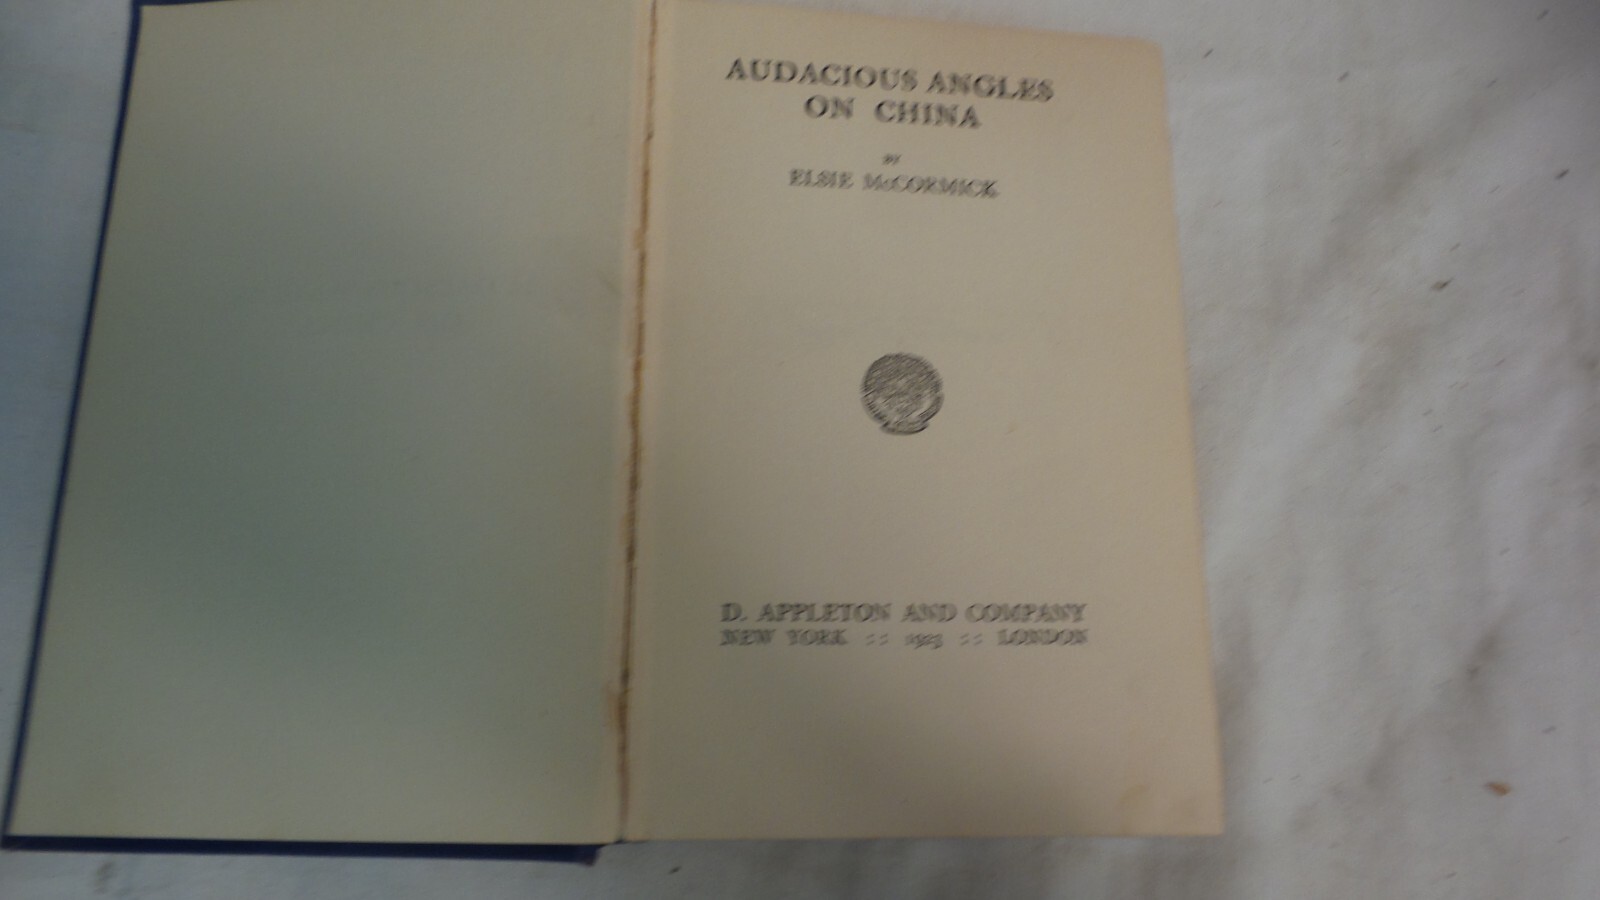 AUDACIOUS ANGLES
ON CHINA
BY
ELSIE McCORMICK
D. APPLETON AND COMPANY
NEW YORK :: 1923 :: LONDON